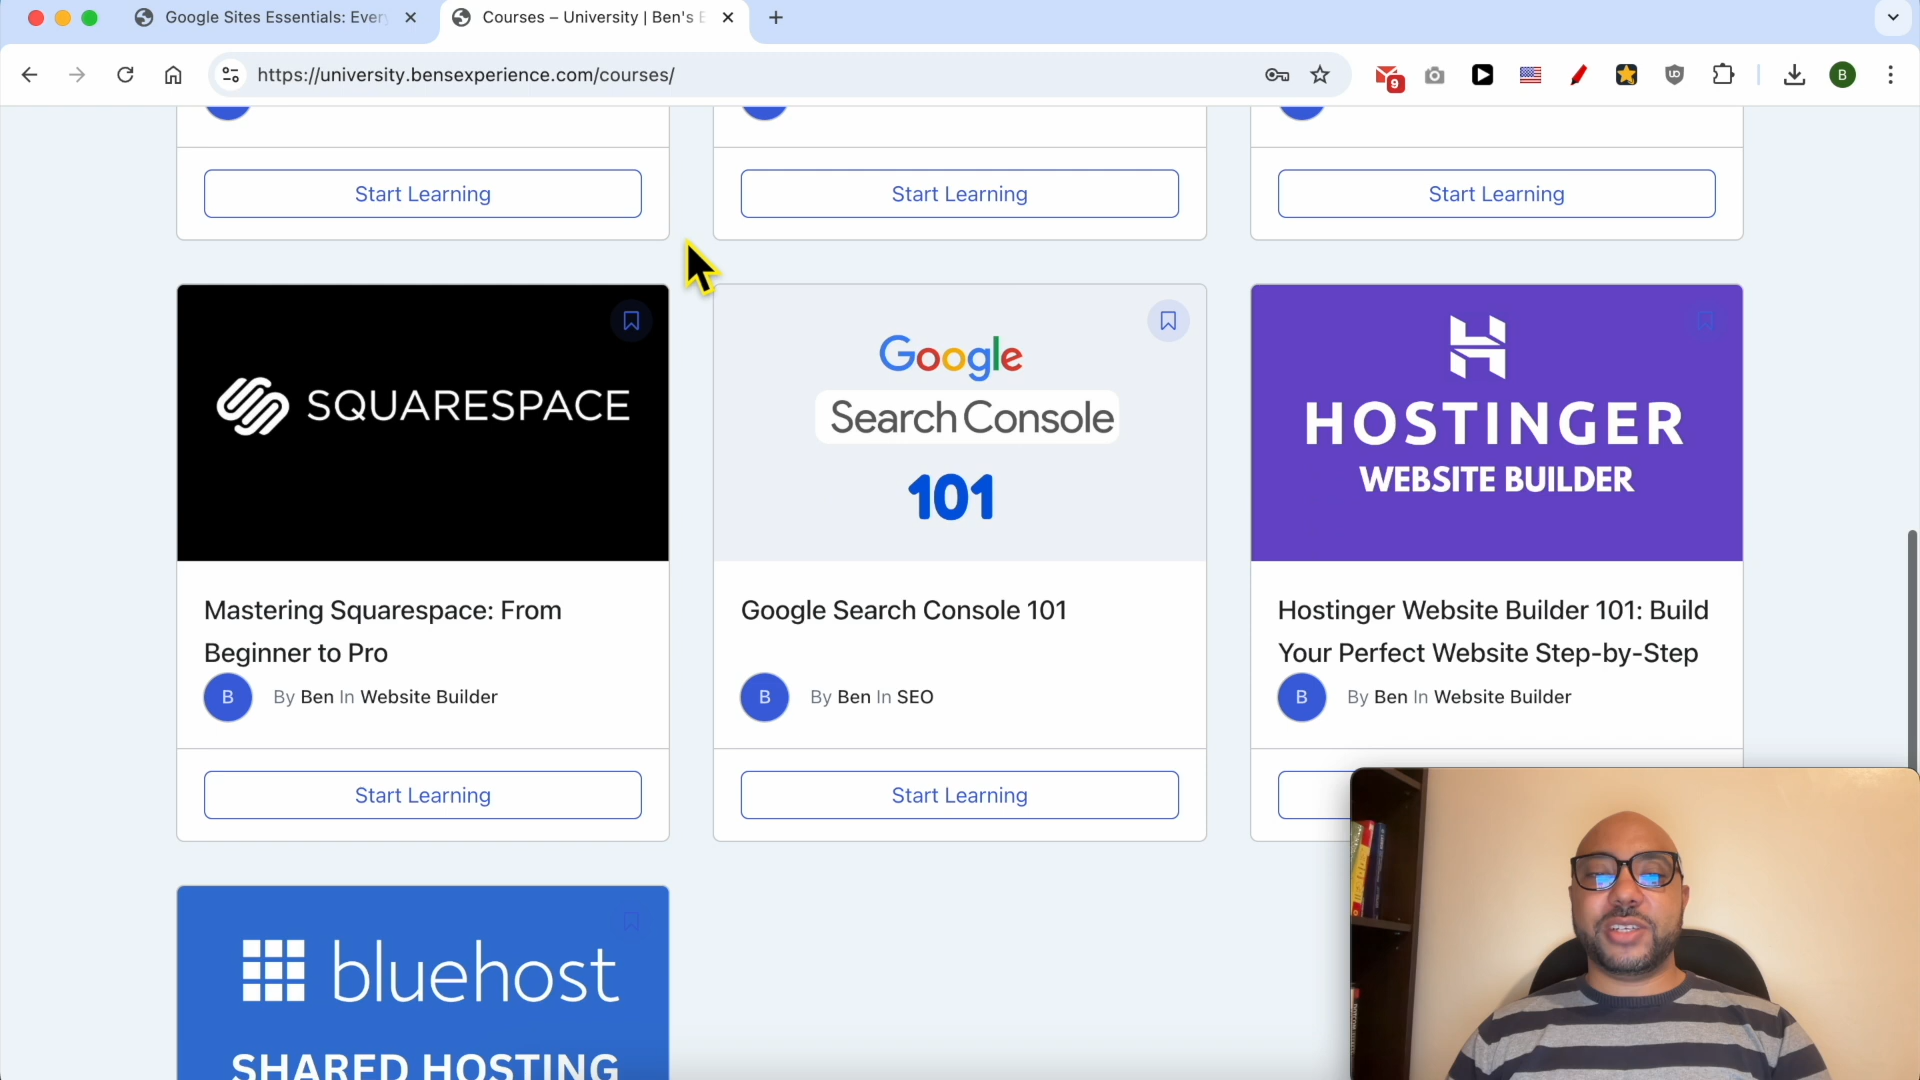 Google Sites Essentials: Ever
Courses – University | Ben's E
https://university.bensexperience.com/courses/
9
B
Start Learning
Start Learning
Start Learning
SQUARESPACE
Google
Search Console
101
HOSTINGER
WEBSITE BUILDER
Mastering Squarespace: From
Beginner to Pro
B
By Ben In Website Builder
Google Search Console 101
B
By Ben In SEO
Hostinger Website Builder 101: Build
Your Perfect Website Step-by-Step
B
By Ben In Website Builder
Start Learning
Start Learning
bluehost
SHARED HOSTING